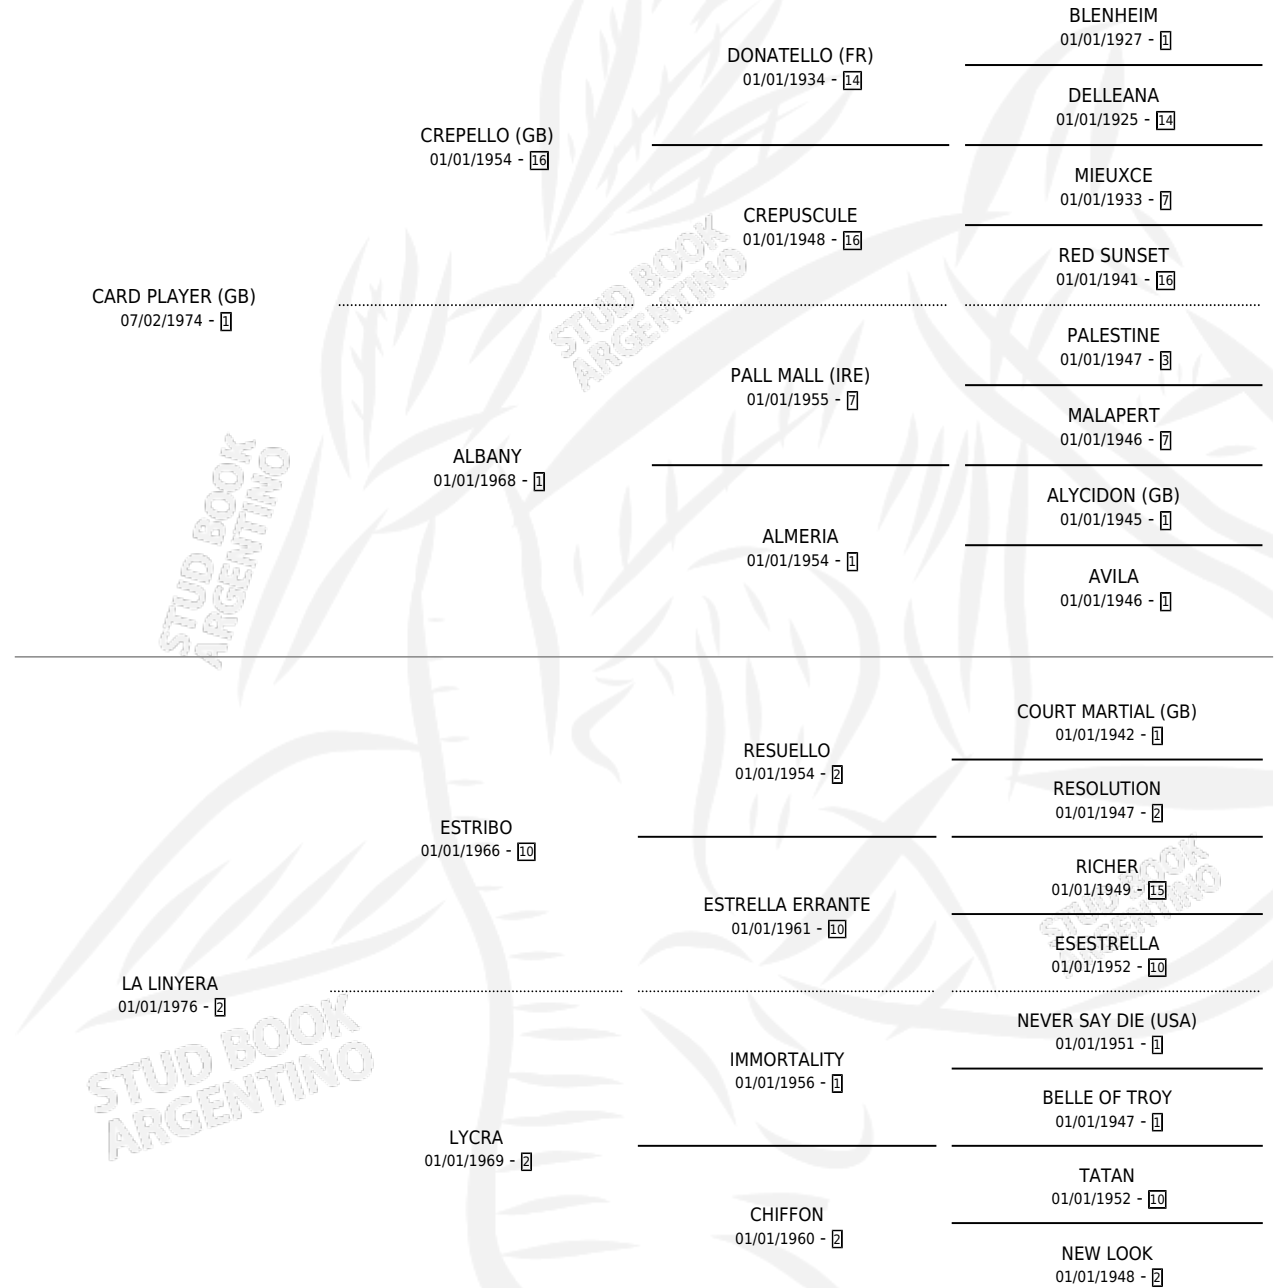 BLENHEIM
01/01/1927 - 1
DONATELLO (FR)
01/01/1934 - 14
DELLEANA
01/01/1925 - 14
CREPELLO (GB)
01/01/1954 - 16
MIEUXCE
01/01/1933 - 7
CREPUSCULE
01/01/1948 - 16
RED SUNSET
01/01/1941 - 16
CARD PLAYER (GB)
07/02/1974 - 1
PALESTINE
01/01/1947 - 3
PALL MALL (IRE)
01/01/1955 - 7
MALAPERT
01/01/1946 - 7
ALBANY
01/01/1968 - 1
ALYCIDON (GB)
01/01/1945 - 1
ALMERIA
01/01/1954 - 1
AVILA
01/01/1946 - 1
STUD BOOK
ARGENTINO
STUD BOOK
ARGENTINO
COURT MARTIAL (GB)
01/01/1942 - 1
RESUELLO
01/01/1954 - 2
RESOLUTION
01/01/1947 - 2
ESTRIBO
01/01/1966 - 10
RICHER
01/01/1949 - 15
ESTRELLA ERRANTE
01/01/1961 - 10
ESESTRELLA
01/01/1952 - 10
LA LINYERA
01/01/1976 - 2
NEVER SAY DIE (USA)
01/01/1951 - 1
IMMORTALITY
01/01/1956 - 1
BELLE OF TROY
01/01/1947 - 1
LYCRA
01/01/1969 - 2
TATAN
01/01/1952 - 10
CHIFFON
01/01/1960 - 2
NEW LOOK
01/01/1948 - 2
STUD BOOK
ARGENTINO
STUD BOOK
ARGENTINO